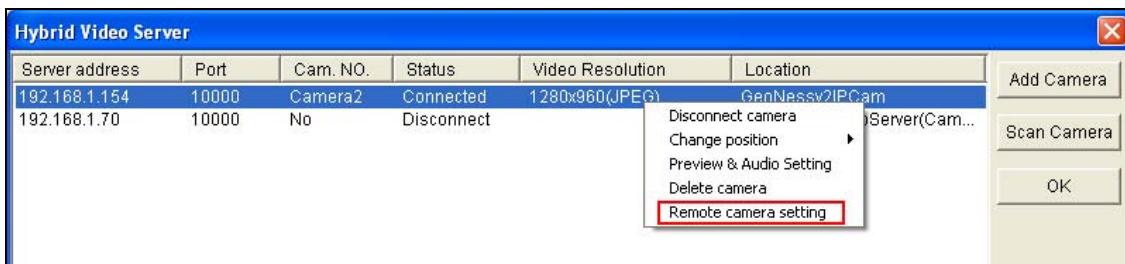 Hybrid Video Server
Server address Port Cam. NO. Status Video Resolution Location
192.168.1.154 10000 Camera2 Connected 1280x960(JPEG) GeoNessy2IPCam
192.168.1.70 10000 No Disconnect Server(Cam...
Disconnect camera
Change position
Preview & Audio Setting
Delete camera
Remote camera setting
Add Camera
Scan Camera
OK